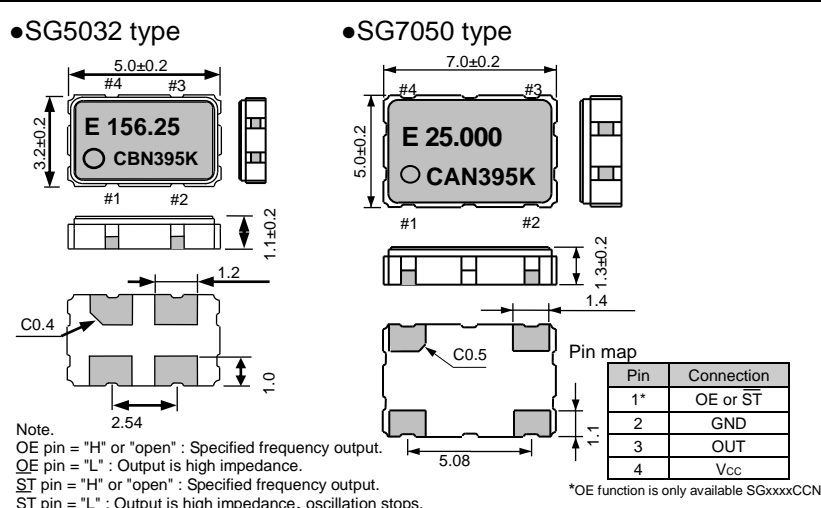 ●SG5032 type
5.0±0.2
#4
#3
3.2±0.2
E 156.25
CBN395K
#1
#2
1.1±0.2
1.2
C0.4
1.0
2.54
●SG7050 type
7.0±0.2
#4
#3
5.0±0.2
E 25.000
CAN395K
#1
#2
1.3±0.2
1.4
C0.5
1.1
5.08
Pin map
Pin Connection
1* OE or S̅T̅
2 GND
3 OUT
4 Vcc
*OE function is only available SGxxxxCCN
Note.
OE pin = "H" or "open" : Specified frequency output.
OE pin = "L" : Output is high impedance.
S̅T̅ pin = "H" or "open" : Specified frequency output.
S̅T̅ pin = "L" : Output is high impedance, oscillation stops.